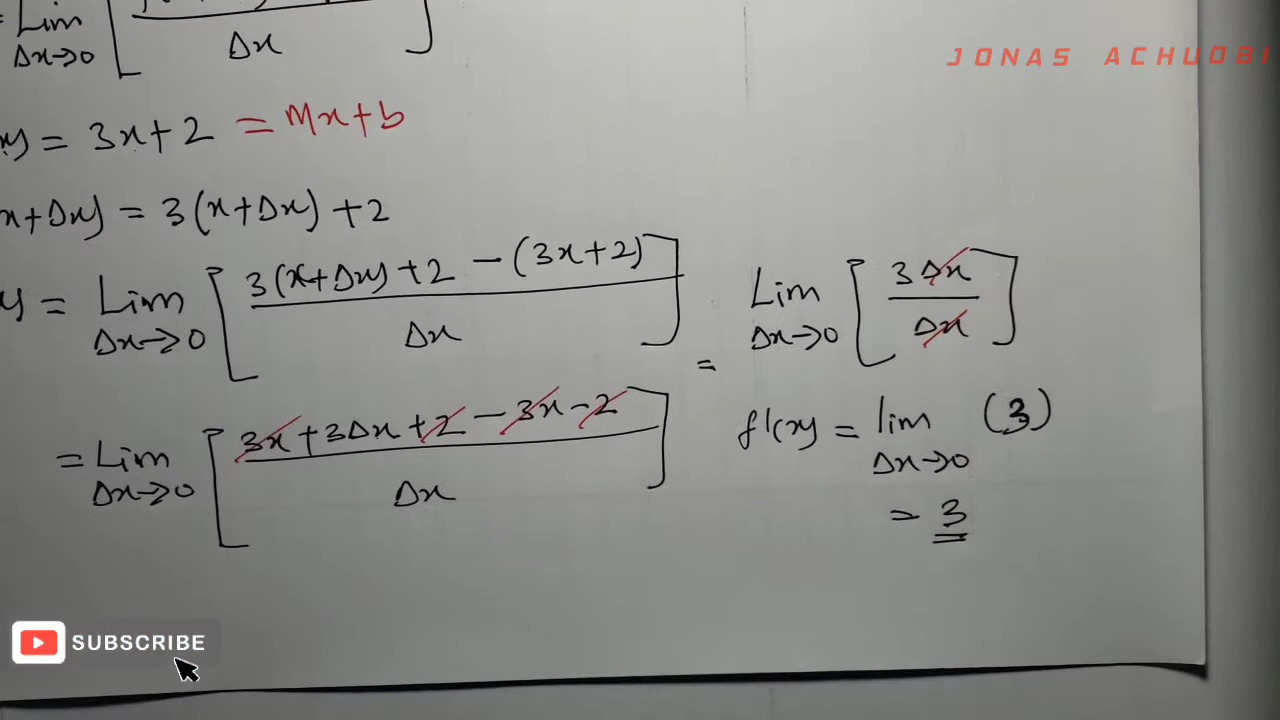 = Lim
Δx→0
Δx
= 3x+2 = Mx+b
x+Δx) = 3(x+Δx) +2
= Lim [ 3(x+Δx) +2 - (3x+2) ]
Δx→0 Δx
= Lim [ 3x+3Δx+2 - 3x-2 ]
Δx→0 Δx
= Lim [ 3Δx ]
Δx→0 Δx
f'(x) = lim (3)
Δx→0
= 3
JONAS ACHUOBI
SUBSCRIBE